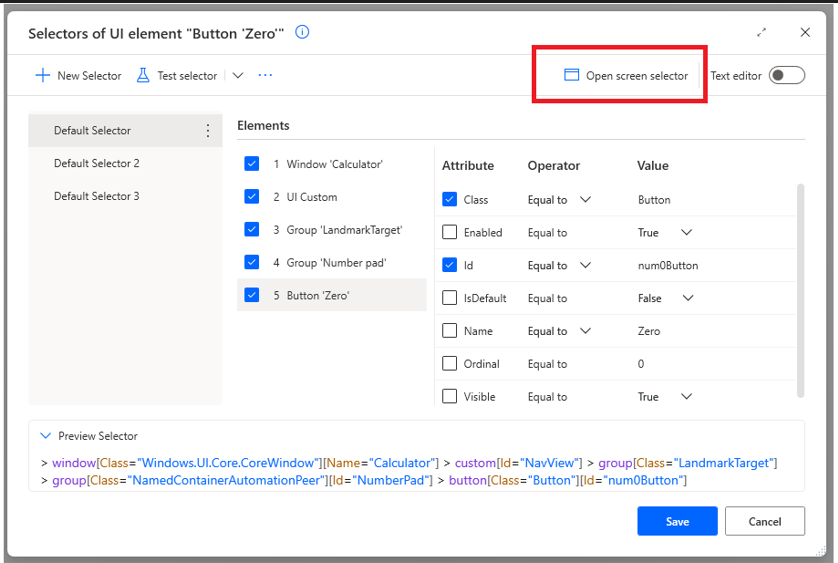 Selectors of UI element "Button 'Zero'"
New Selector Test selector ... Open screen selector Text editor
Default Selector
Default Selector 2
Default Selector 3
Elements
1 Window 'Calculator'
2 UI Custom
3 Group 'LandmarkTarget'
4 Group 'Number pad'
5 Button 'Zero'
Attribute Operator Value
Class Equal to Button
Enabled Equal to True
Id Equal to num0Button
IsDefault Equal to False
Name Equal to Zero
Ordinal Equal to 0
Visible Equal to True
Preview Selector
> window[Class="Windows.UI.Core.CoreWindow"][Name="Calculator"] > custom[Id="NavView"] > group[Class="LandmarkTarget"]
> group[Class="NamedContainerAutomationPeer"][Id="NumberPad"] > button[Class="Button"][Id="num0Button"]
Save Cancel